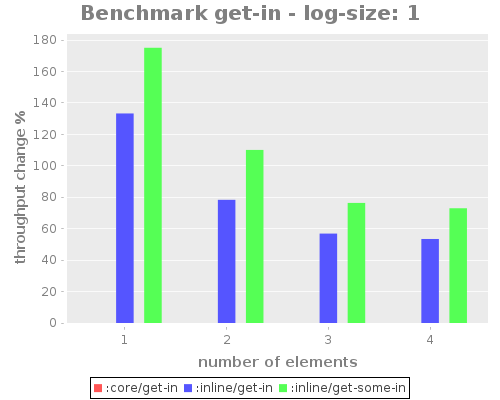 Benchmark get-in - log-size: 1
180
160
140
120
100
80
60
40
20
0
throughput change %
1 2 3 4
number of elements
:core/get-in :inline/get-in :inline/get-some-in